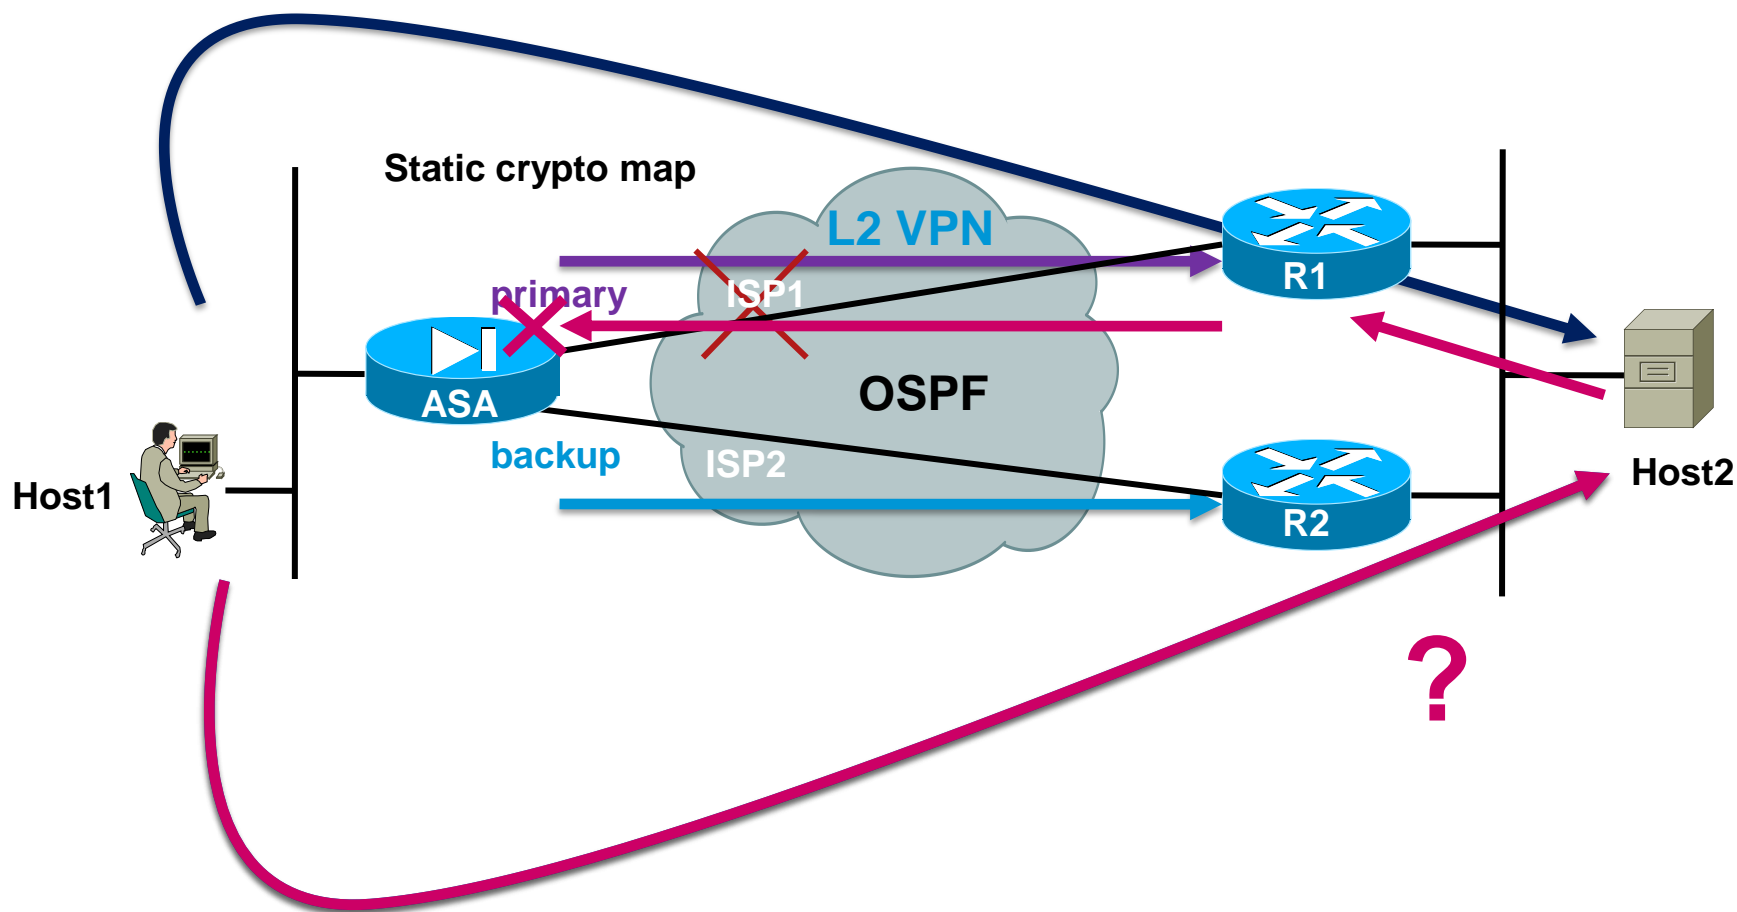 Static crypto map
L2 VPN
R1
primary
ISP1
OSPF
ASA
backup
ISP2
Host1
Host2
R2
?